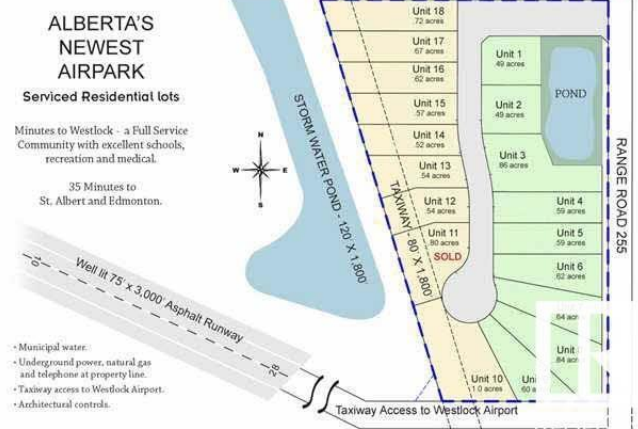 ALBERTA'S
NEWEST
AIRPARK
Serviced Residential lots
Minutes to Westlock - a Full Service
Community with excellent schools,
recreation and medical.
35 Minutes to
St. Albert and Edmonton.
N
W E
S
STORM WATER POND - 120' X 1,800'
TAXIWAY - 80' X 1,800'
Well lit 75' x 3,000' Asphalt Runway
10
28
• Municipal water.
• Underground power, natural gas
and telephone at property line.
• Taxiway access to Westlock Airport.
• Architectural controls.
Taxiway Access to Westlock Airport
Unit 18
.72 acres
Unit 17
.67 acres
Unit 16
.62 acres
Unit 15
.57 acres
Unit 14
.52 acres
Unit 13
.54 acres
Unit 12
.54 acres
Unit 11
.80 acres
SOLD
Unit 10
1.0 acres
Unit 1
.49 acres
Unit 2
.49 acres
Unit 3
.86 acres
Unit 4
.59 acres
Unit 5
.59 acres
Unit 6
.62 acres
.64
Unit
.84
.60
POND
RANGE ROAD 255